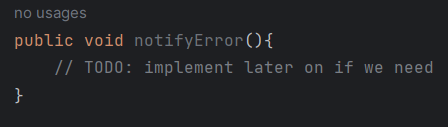 no usages
public void notifyError(){
    // TODO: implement later on if we need
}